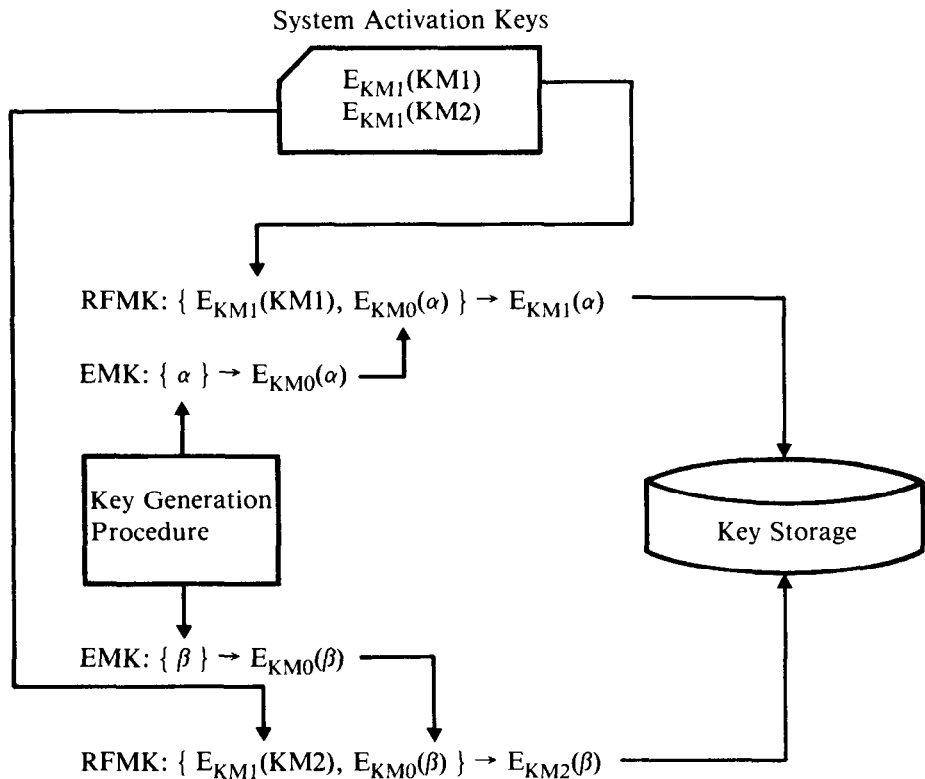 System Activation Keys
E_KM1(KM1)
E_KM1(KM2)
RFMK: { E_KM1(KM1), E_KM0(α) } → E_KM1(α)
EMK: { α } → E_KM0(α)
Key Generation
Procedure
Key Storage
EMK: { β } → E_KM0(β)
RFMK: { E_KM1(KM2), E_KM0(β) } → E_KM2(β)